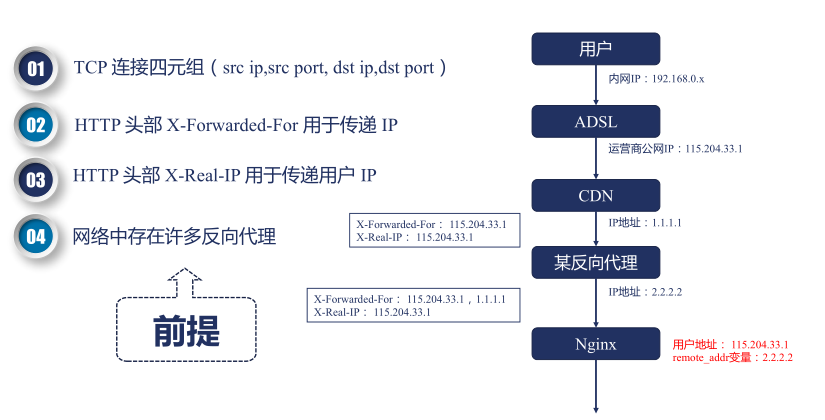 01
TCP 连接四元组（src ip,src port, dst ip,dst port）
02
HTTP 头部 X-Forwarded-For 用于传递 IP
03
HTTP 头部 X-Real-IP 用于传递用户 IP
04
网络中存在许多反向代理
前提
用户
内网IP：192.168.0.x
ADSL
运营商公网IP：115.204.33.1
CDN
IP地址：1.1.1.1
X-Forwarded-For： 115.204.33.1
X-Real-IP： 115.204.33.1
某反向代理
IP地址：2.2.2.2
X-Forwarded-For： 115.204.33.1，1.1.1.1
X-Real-IP： 115.204.33.1
Nginx
用户地址： 115.204.33.1
remote_addr变量：2.2.2.2